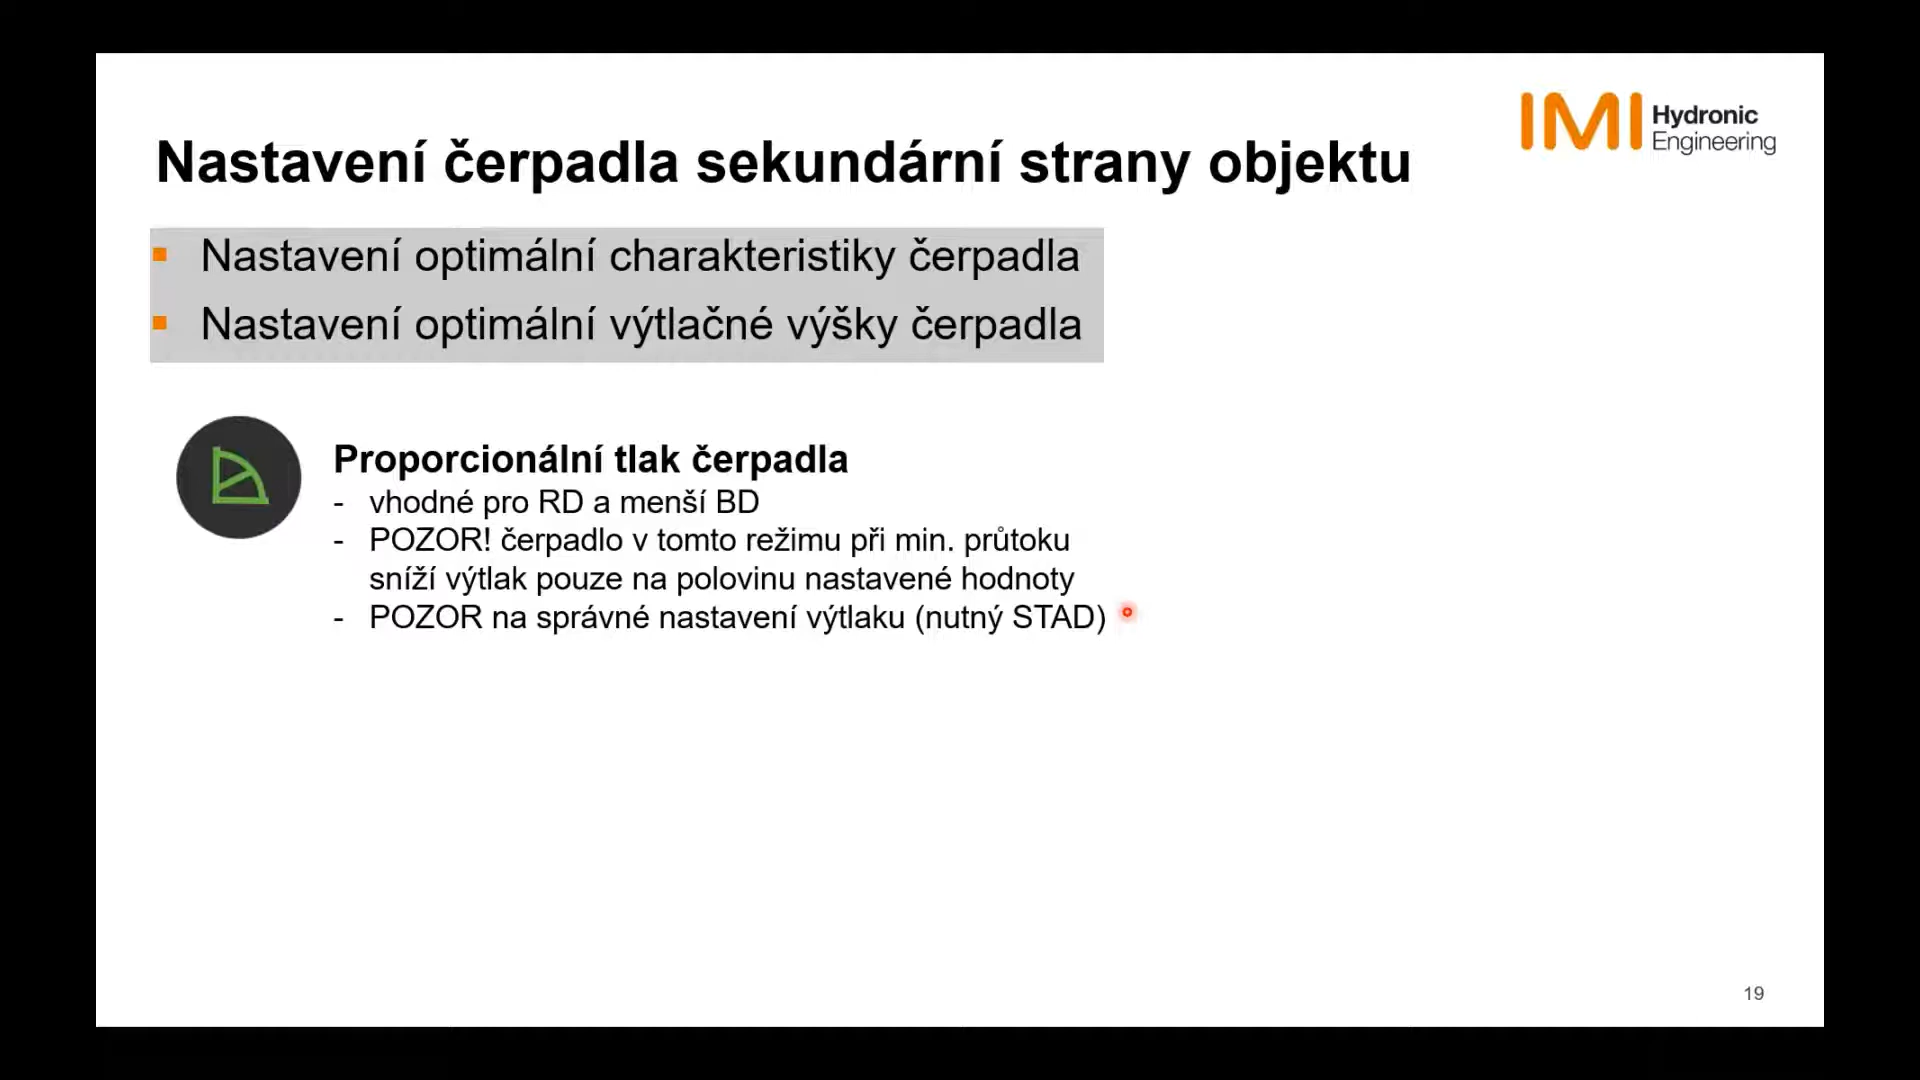 IMI Hydronic
Engineering
Nastavení čerpadla sekundární strany objektu
▪ Nastavení optimální charakteristiky čerpadla
▪ Nastavení optimální výtlačné výšky čerpadla
Proporcionální tlak čerpadla
- vhodné pro RD a menší BD
- POZOR! čerpadlo v tomto režimu při min. průtoku
sníží výtlak pouze na polovinu nastavené hodnoty
- POZOR na správné nastavení výtlaku (nutný STAD)
19